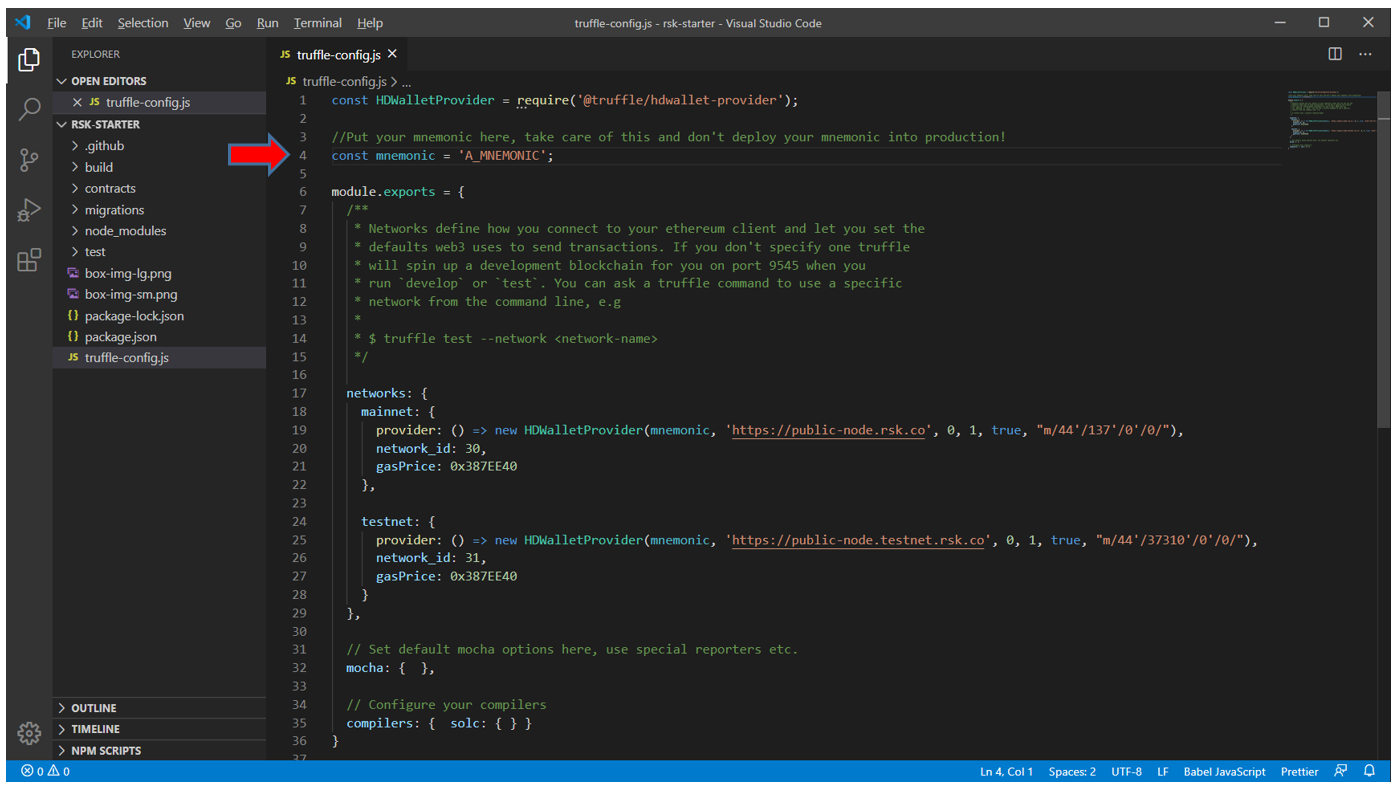 File Edit Selection View Go Run Terminal Help
truffle-config.js - rsk-starter - Visual Studio Code
EXPLORER
OPEN EDITORS
JS truffle-config.js
RSK-STARTER
.github
build
contracts
migrations
node_modules
test
box-img-lg.png
box-img-sm.png
{} package-lock.json
{} package.json
JS truffle-config.js
OUTLINE
TIMELINE
NPM SCRIPTS
JS truffle-config.js
JS truffle-config.js > ...
1 const HDWalletProvider = require('@truffle/hdwallet-provider');
2
3 //Put your mnemonic here, take care of this and don't deploy your mnemonic into production!
4 const mnemonic = 'A_MNEMONIC';
5
6 module.exports = {
7 /**
8 * Networks define how you connect to your ethereum client and let you set the
9 * defaults web3 uses to send transactions. If you don't specify one truffle
10 * will spin up a development blockchain for you on port 9545 when you
11 * run `develop` or `test`. You can ask a truffle command to use a specific
12 * network from the command line, e.g
13 *
14 * $ truffle test --network <network-name>
15 */
16
17 networks: {
18 mainnet: {
19 provider: () => new HDWalletProvider(mnemonic, 'https://public-node.rsk.co', 0, 1, true, "m/44'/137'/0'/0/"),
20 network_id: 30,
21 gasPrice: 0x387EE40
22 },
23
24 testnet: {
25 provider: () => new HDWalletProvider(mnemonic, 'https://public-node.testnet.rsk.co', 0, 1, true, "m/44'/37310'/0'/0/"),
26 network_id: 31,
27 gasPrice: 0x387EE40
28 }
29 },
30
31 // Set default mocha options here, use special reporters etc.
32 mocha: { },
33
34 // Configure your compilers
35 compilers: { solc: { } }
36 }
37
0 0
Ln 4, Col 1 Spaces: 2 UTF-8 LF Babel JavaScript Prettier